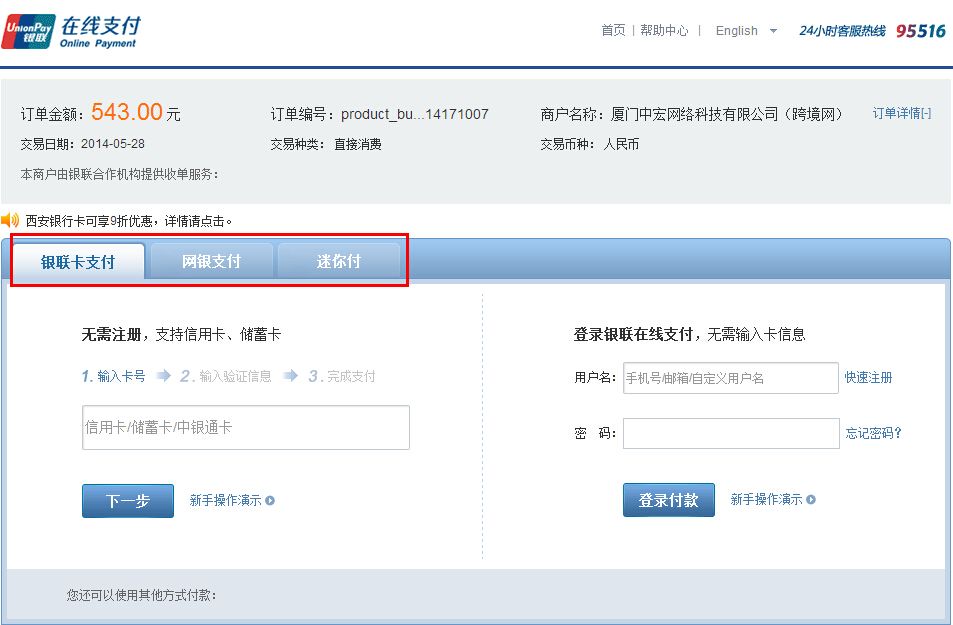 UnionPay 银联 在线支付 Online Payment
首页 | 帮助中心 | English 24小时客服热线 95516
订单金额：543.00元 订单编号：product_bu...14171007 商户名称：厦门中宏网络科技有限公司（跨境网） 订单详情[-]
交易日期：2014-05-28 交易种类：直接消费 交易币种：人民币
本商户由银联合作机构提供收单服务：
西安银行卡可享9折优惠，详情请点击。
银联卡支付 网银支付 迷你付
无需注册，支持信用卡、储蓄卡
1.输入卡号 2.输入验证信息 3.完成支付
信用卡/储蓄卡/中银通卡
下一步 新手操作演示
登录银联在线支付，无需输入卡信息
用户名：手机号/邮箱/自定义用户名 快速注册
密 码： 忘记密码?
登录付款 新手操作演示
您还可以使用其他方式付款：